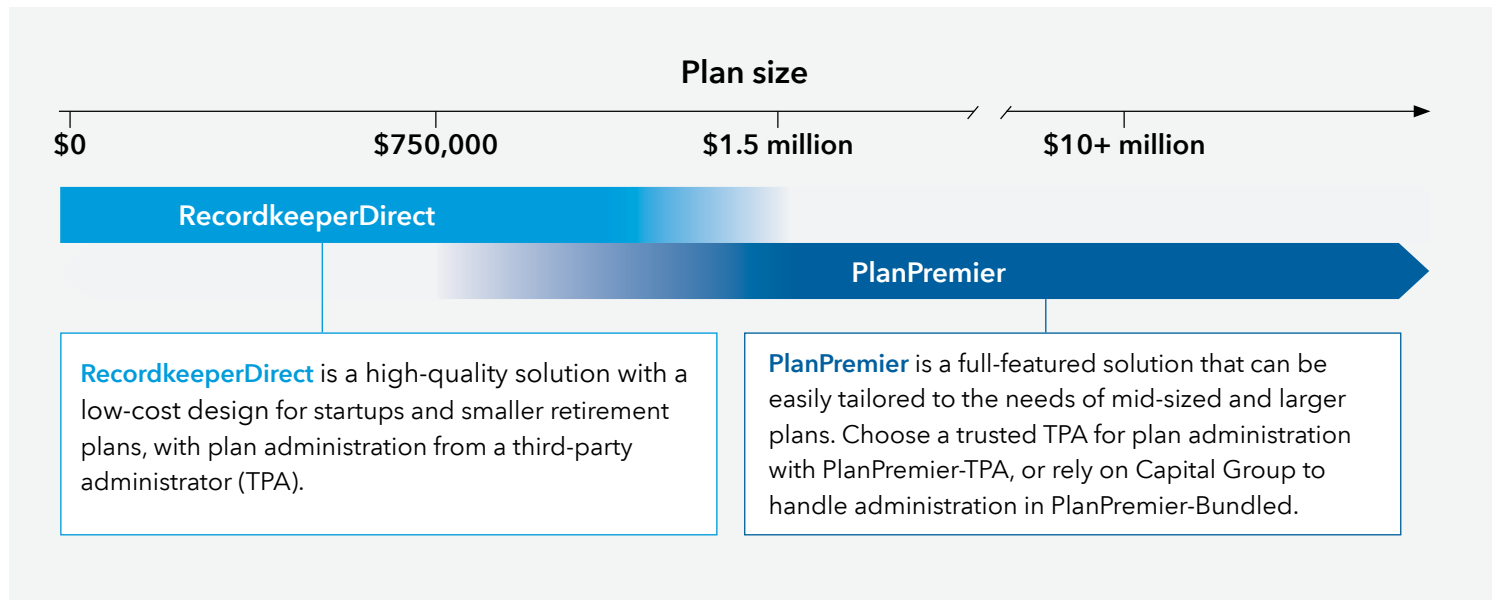 Plan size
$0
$750,000
$1.5 million
$10+ million
RecordkeeperDirect
PlanPremier
RecordkeeperDirect is a high-quality solution with a
low-cost design for startups and smaller retirement
plans, with plan administration from a third-party
administrator (TPA).
PlanPremier is a full-featured solution that can be
easily tailored to the needs of mid-sized and larger
plans. Choose a trusted TPA for plan administration
with PlanPremier-TPA, or rely on Capital Group to
handle administration in PlanPremier-Bundled.